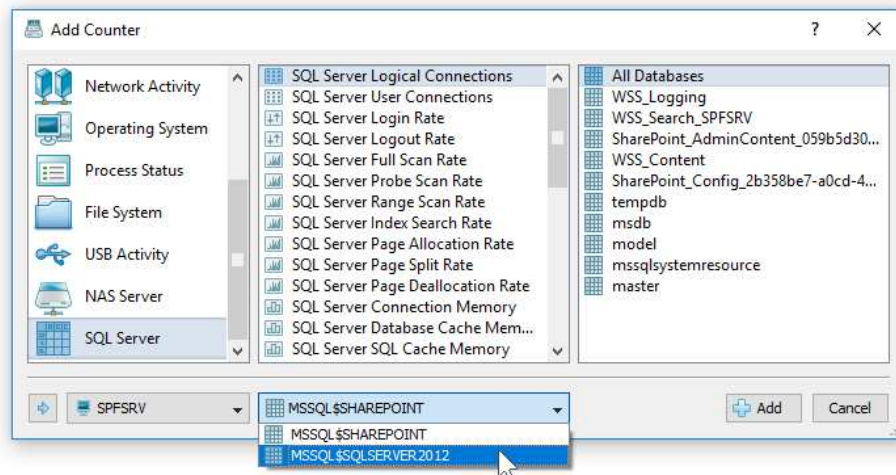 Add Counter
?
Network Activity
Operating System
Process Status
File System
USB Activity
NAS Server
SQL Server
SQL Server Logical Connections
SQL Server User Connections
SQL Server Login Rate
SQL Server Logout Rate
SQL Server Full Scan Rate
SQL Server Probe Scan Rate
SQL Server Range Scan Rate
SQL Server Index Search Rate
SQL Server Page Allocation Rate
SQL Server Page Split Rate
SQL Server Page Deallocation Rate
SQL Server Connection Memory
SQL Server Database Cache Mem...
SQL Server SQL Cache Memory
All Databases
WSS_Logging
WSS_Search_SPFSRV
SharePoint_AdminContent_059b5d30...
WSS_Content
SharePoint_Config_2b358be7-a0cd-4...
tempdb
msdb
model
mssqlsystemresource
master
SPFSRV
MSSQL$SHAREPOINT
Add
Cancel
MSSQL$SHAREPOINT
MSSQL$SQLSERVER2012